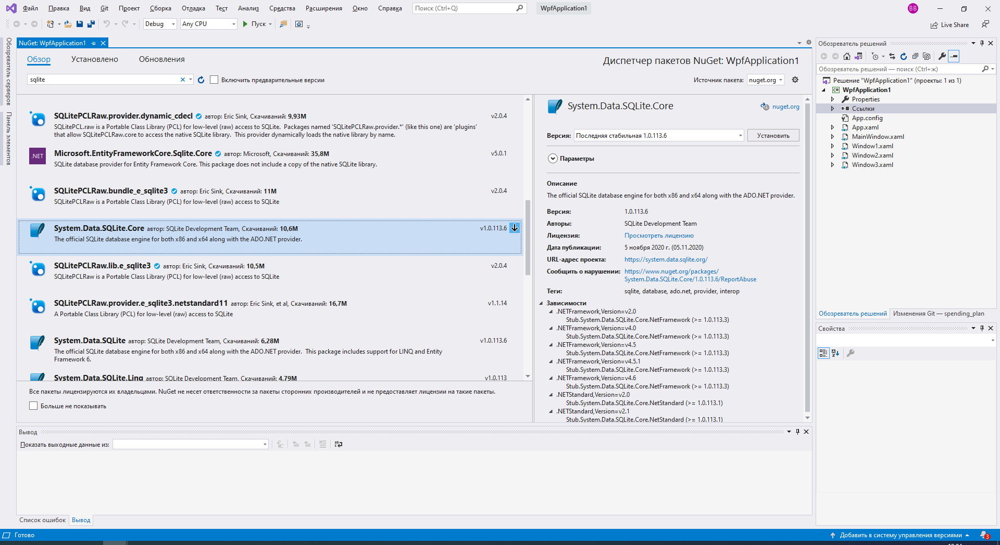 Файл Правка Вид Git Проект Сборка Отладка Тест Анализ Средства Расширения Окно Справка Поиск (Ctrl+Q) WpfApplication1 BB
Debug Any CPU Пуск Live Share
Обозреватель серверов
Панель элементов
NuGet: WpfApplication1
Обзор Установлено Обновления
Диспетчер пакетов NuGet: WpfApplication1
sqlite Включить предварительные версии
Источник пакета: nuget.org
SQLitePCLRaw.provider.dynamic_cdecl автор: Eric Sink, Скачиваний: 9,93M v2.0.4
SQLitePCL.raw is a Portable Class Library (PCL) for low-level (raw) access to SQLite. Packages named 'SQLitePCLRaw.provider.*' (like this one) are 'plugins'
that allow SQLitePCLRaw.core to access the native SQLite library. This provider dynamically loads the native library by name.
.NET
Microsoft.EntityFrameworkCore.Sqlite.Core автор: Microsoft, Скачиваний: 35,8M v5.0.1
SQLite database provider for Entity Framework Core. This package does not include a copy of the native SQLite library.
SQLitePCLRaw.bundle_e_sqlite3 автор: Eric Sink, Скачиваний: 11M v2.0.4
SQLitePCLRaw is a Portable Class Library (PCL) for low-level (raw) access to SQLite
System.Data.SQLite.Core автор: SQLite Development Team, Скачиваний: 10,6M v1.0.113.6
The official SQLite database engine for both x86 and x64 along with the ADO.NET provider.
SQLitePCLRaw.lib.e_sqlite3 автор: Eric Sink, Скачиваний: 10,5M v2.0.4
SQLitePCLRaw is a Portable Class Library (PCL) for low-level (raw) access to SQLite
SQLitePCLRaw.provider.e_sqlite3.netstandard11 автор: Eric Sink, et al, Скачиваний: 16,7M v1.1.14
A Portable Class Library (PCL) for low-level (raw) access to SQLite
System.Data.SQLite автор: SQLite Development Team, Скачиваний: 6,28M v1.0.113.6
The official SQLite database engine for both x86 and x64 along with the ADO.NET provider. This package includes support for LINQ and Entity
Framework 6.
System.Data.SQLite.Linq автор: SQLite Development Team, Скачиваний: 4,79M v1.0.113
Все пакеты лицензируются их владельцами. NuGet не несет ответственности за пакеты сторонних производителей и не предоставляет лицензии на такие пакеты.
Больше не показывать
System.Data.SQLite.Core nuget.org
Версия: Последняя стабильная 1.0.113.6 Установить
Параметры
Описание
The official SQLite database engine for both x86 and x64 along with the ADO.NET provider.
Версия: 1.0.113.6
Авторы: SQLite Development Team
Лицензия: Просмотреть лицензию
Дата публикации: 5 ноября 2020 г. (05.11.2020)
URL-адрес проекта: https://system.data.sqlite.org/
Сообщить о нарушении: https://www.nuget.org/packages/
System.Data.SQLite.Core/1.0.113.6/ReportAbuse
Теги: sqlite, database, ado.net, provider, interop
Зависимости
.NETFramework,Version=v2.0
Stub.System.Data.SQLite.Core.NetFramework (>= 1.0.113.3)
.NETFramework,Version=v4.0
Stub.System.Data.SQLite.Core.NetFramework (>= 1.0.113.3)
.NETFramework,Version=v4.5
Stub.System.Data.SQLite.Core.NetFramework (>= 1.0.113.3)
.NETFramework,Version=v4.5.1
Stub.System.Data.SQLite.Core.NetFramework (>= 1.0.113.3)
.NETFramework,Version=v4.6
Stub.System.Data.SQLite.Core.NetFramework (>= 1.0.113.3)
.NETStandard,Version=v2.0
Stub.System.Data.SQLite.Core.NetStandard (>= 1.0.113.1)
.NETStandard,Version=v2.1
Stub.System.Data.SQLite.Core.NetStandard (>= 1.0.113.1)
Вывод
Показать выходные данные из:
Список ошибок Вывод
Обозреватель решений
Обозреватель решений — поиск (Ctrl+ж)
Решение "WpfApplication1" (проекты: 1 из 1)
C# WpfApplication1
Properties
Ссылки
App.config
App.xaml
MainWindow.xaml
Window1.xaml
Window2.xaml
Window3.xaml
Обозреватель решений Изменения Git — spending_plan
Свойства
Готово Добавить в систему управления версиями 3